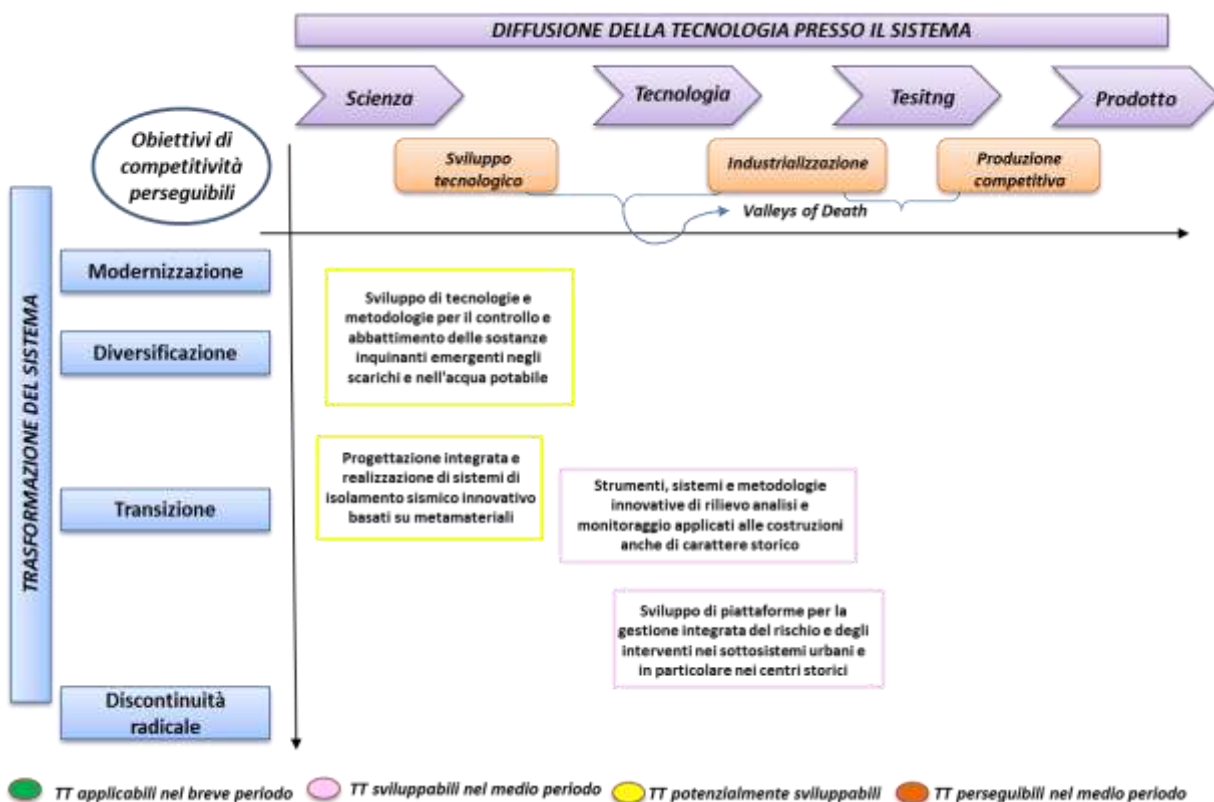 DIFFUSIONE DELLA TECNOLOGIA PRESSO IL SISTEMA
Scienza
Tecnologia
Tesitng
Prodotto
Obiettivi di
competitività
perseguibili
Sviluppo
tecnologico
Industrializzazione
Produzione
competitiva
Valleys of Death
TRASFORMAZIONE DEL SISTEMA
Modernizzazione
Diversificazione
Transizione
Discontinuità
radicale
Sviluppo di tecnologie e
metodologie per il controllo e
abbattimento delle sostanze
inquinanti emergenti negli
scarichi e nell'acqua potabile
Progettazione integrata e
realizzazione di sistemi di
isolamento sismico innovativo
basati su metamateriali
Strumenti, sistemi e metodologie
innovative di rilievo analisi e
monitoraggio applicati alle costruzioni
anche di carattere storico
Sviluppo di piattaforme per la
gestione integrata del rischio e degli
interventi nei sottosistemi urbani e
in particolare nei centri storici
TT applicabili nel breve periodo
TT sviluppabili nel medio periodo
TT potenzialmente sviluppabili
TT perseguibili nel medio periodo